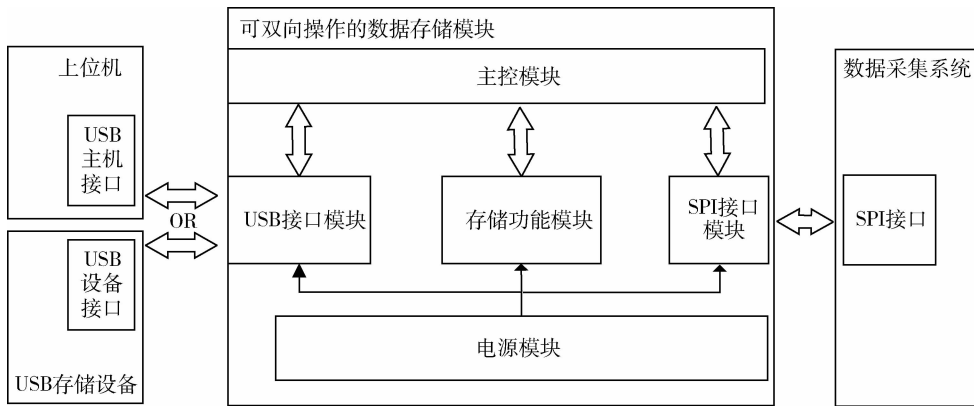 可双向操作的数据存储模块
上位机
主控模块
数据采集系统
USB
主机
接口
OR
USB接口模块
存储功能模块
SPI接口
模块
SPI接口
USB
设备
接口
电源模块
USB存储设备